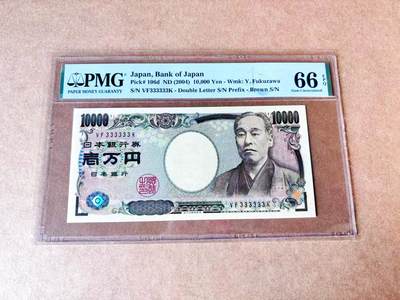 PMG
PAPER MONEY GUARANTY
Japan, Bank of Japan
Pick# 106d ND (2004) 10,000 Yen - Wmk: Y. Fukuzawa
S/N VF333333K - Double Letter S/N Prefix - Brown S/N
66 EPQ
Gem Uncirculated
10000
10000
VF333333K
日本銀行券
壱万円
日本銀行
VF333333K